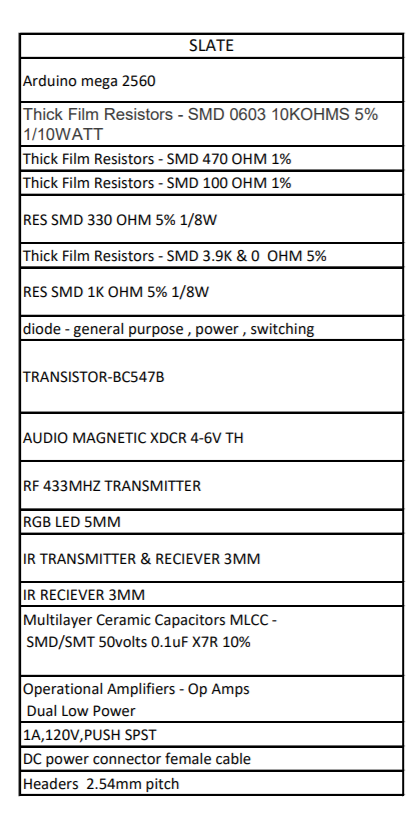 SLATE
Arduino mega 2560
Thick Film Resistors - SMD 0603 10KOHMS 5%
1/10WATT
Thick Film Resistors - SMD 470 OHM 1%
Thick Film Resistors - SMD 100 OHM 1%
RES SMD 330 OHM 5% 1/8W
Thick Film Resistors - SMD 3.9K & 0  OHM 5%
RES SMD 1K OHM 5% 1/8W
diode - general purpose , power , switching
TRANSISTOR-BC547B
AUDIO MAGNETIC XDCR 4-6V TH
RF 433MHZ TRANSMITTER
RGB LED 5MM
IR TRANSMITTER & RECIEVER 3MM
IR RECIEVER 3MM
Multilayer Ceramic Capacitors MLCC -
SMD/SMT 50volts 0.1uF X7R 10%
Operational Amplifiers - Op Amps
Dual Low Power
1A,120V,PUSH SPST
DC power connector female cable
Headers  2.54mm pitch